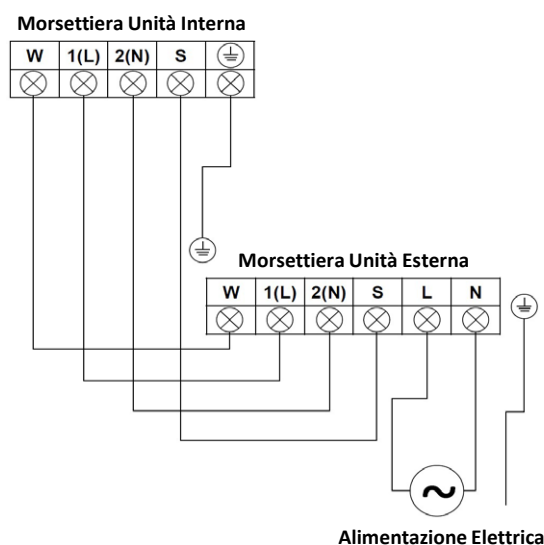 Morsettiera Unità Interna
W 1(L) 2(N) S
Morsettiera Unità Esterna
W 1(L) 2(N) S L N
Alimentazione Elettrica